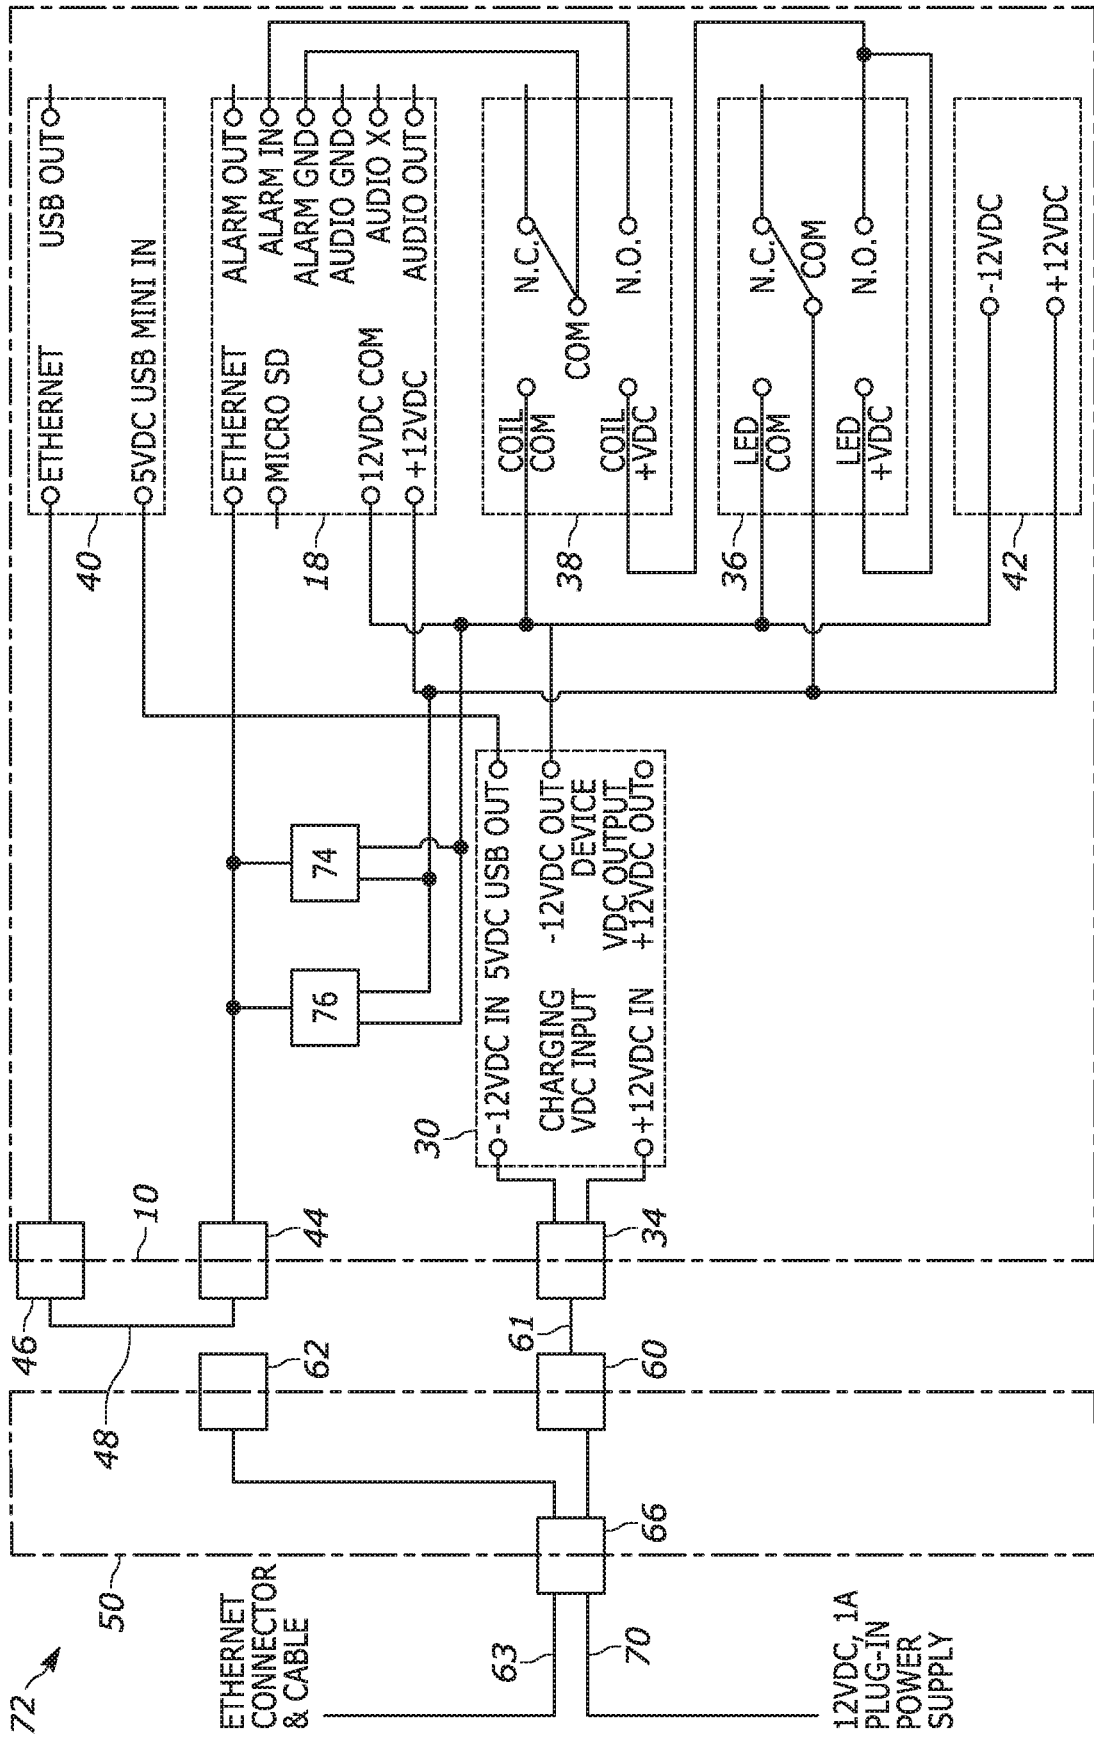 72
ETHERNET
CONNECTOR
& CABLE
63
70
12VDC, 1A
PLUG-IN
POWER
SUPPLY
50
66
48
62
61
60
46
10
44
34
30
-12VDC IN
5VDC USB OUT
CHARGING
VDC INPUT
-12VDC OUT
DEVICE
VDC OUTPUT
+12VDC IN
+12VDC OUT
76
74
40
ETHERNET
USB OUT
5VDC USB MINI IN
18
ETHERNET
MICRO SD
12VDC COM
+12VDC
ALARM OUT
ALARM IN
ALARM GND
AUDIO GND
AUDIO X
AUDIO OUT
38
COIL
COM
COIL
+VDC
N.C.
COM
N.O.
36
LED
COM
LED
+VDC
N.C.
COM
N.O.
42
-12VDC
+12VDC